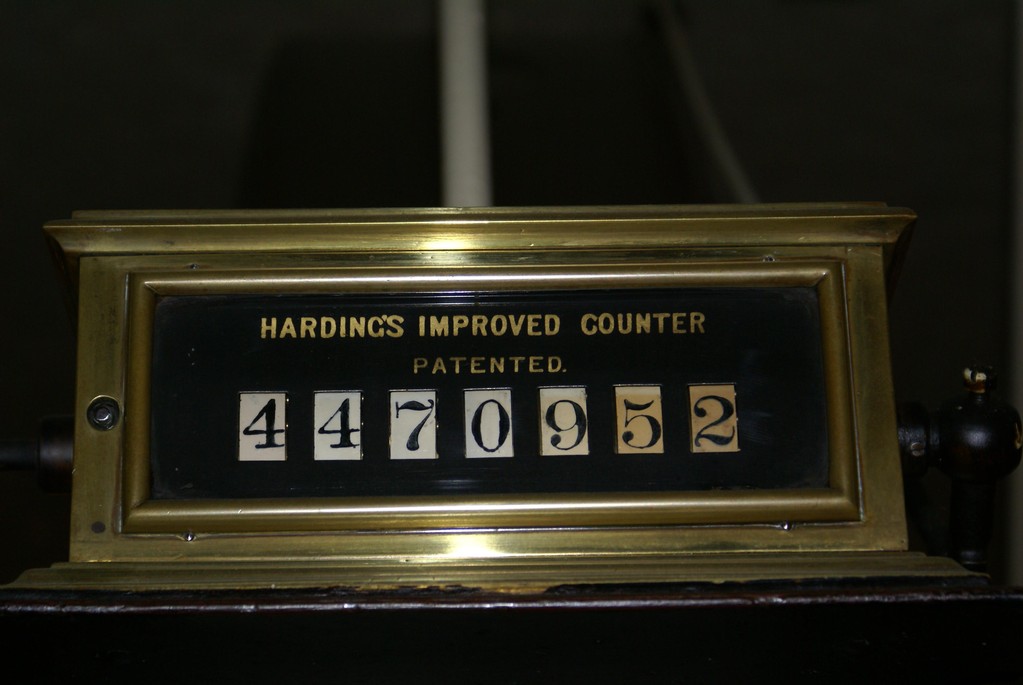 HARDING'S IMPROVED COUNTER
PATENTED.
4470952